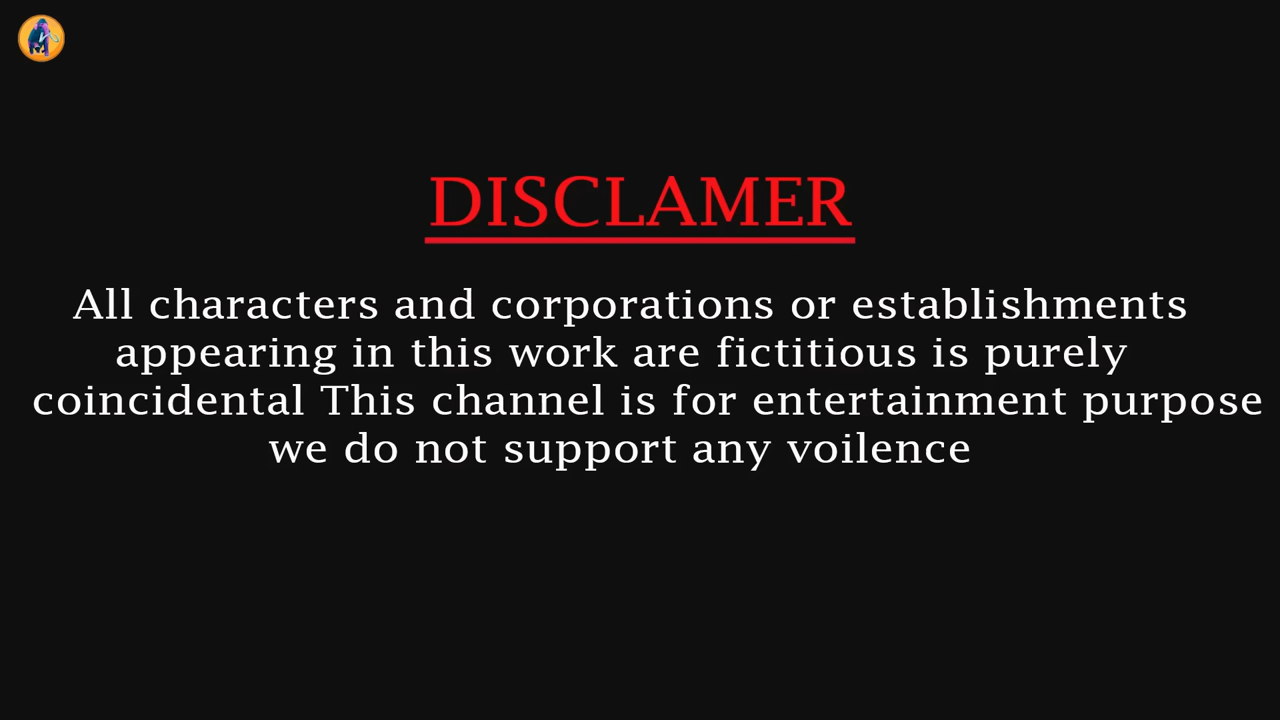 DISCLAMER
All characters and corporations or establishments
appearing in this work are fictitious is purely
coincidental This channel is for entertainment purpose
we do not support any voilence